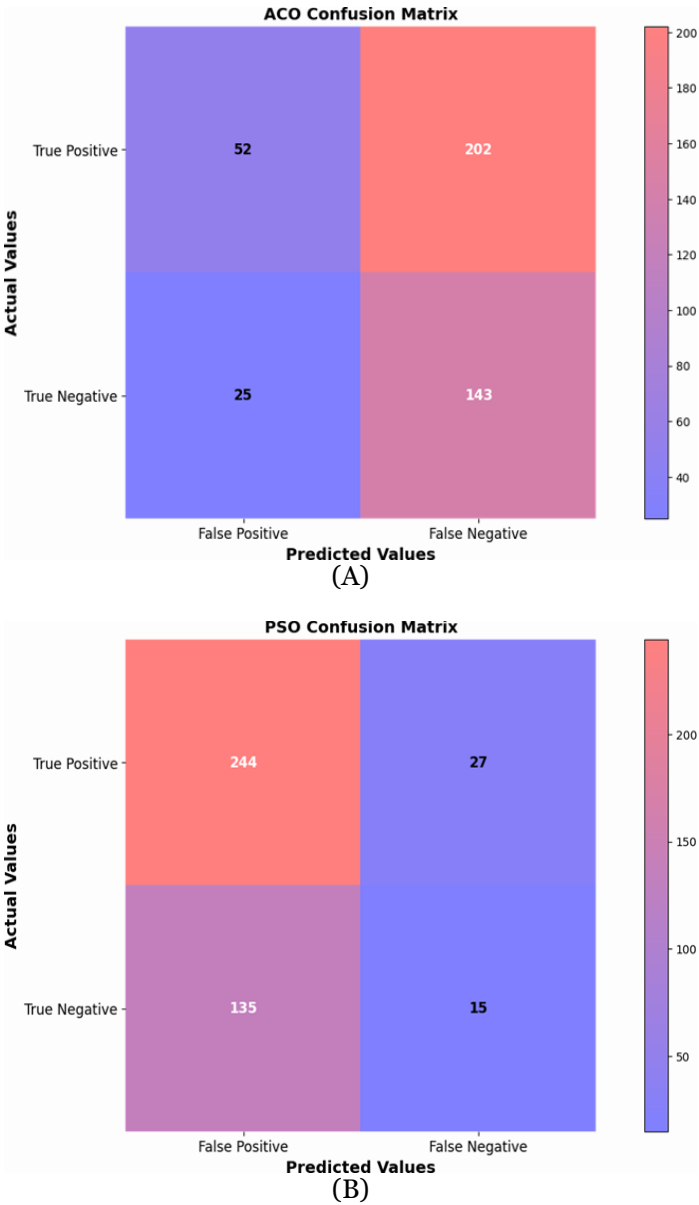 ACO Confusion Matrix
Actual Values
True Positive
52
202
True Negative
25
143
False Positive
False Negative
Predicted Values
200
180
160
140
120
100
80
60
40
(A)
PSO Confusion Matrix
Actual Values
True Positive
244
27
True Negative
135
15
False Positive
False Negative
Predicted Values
200
150
100
50
(B)